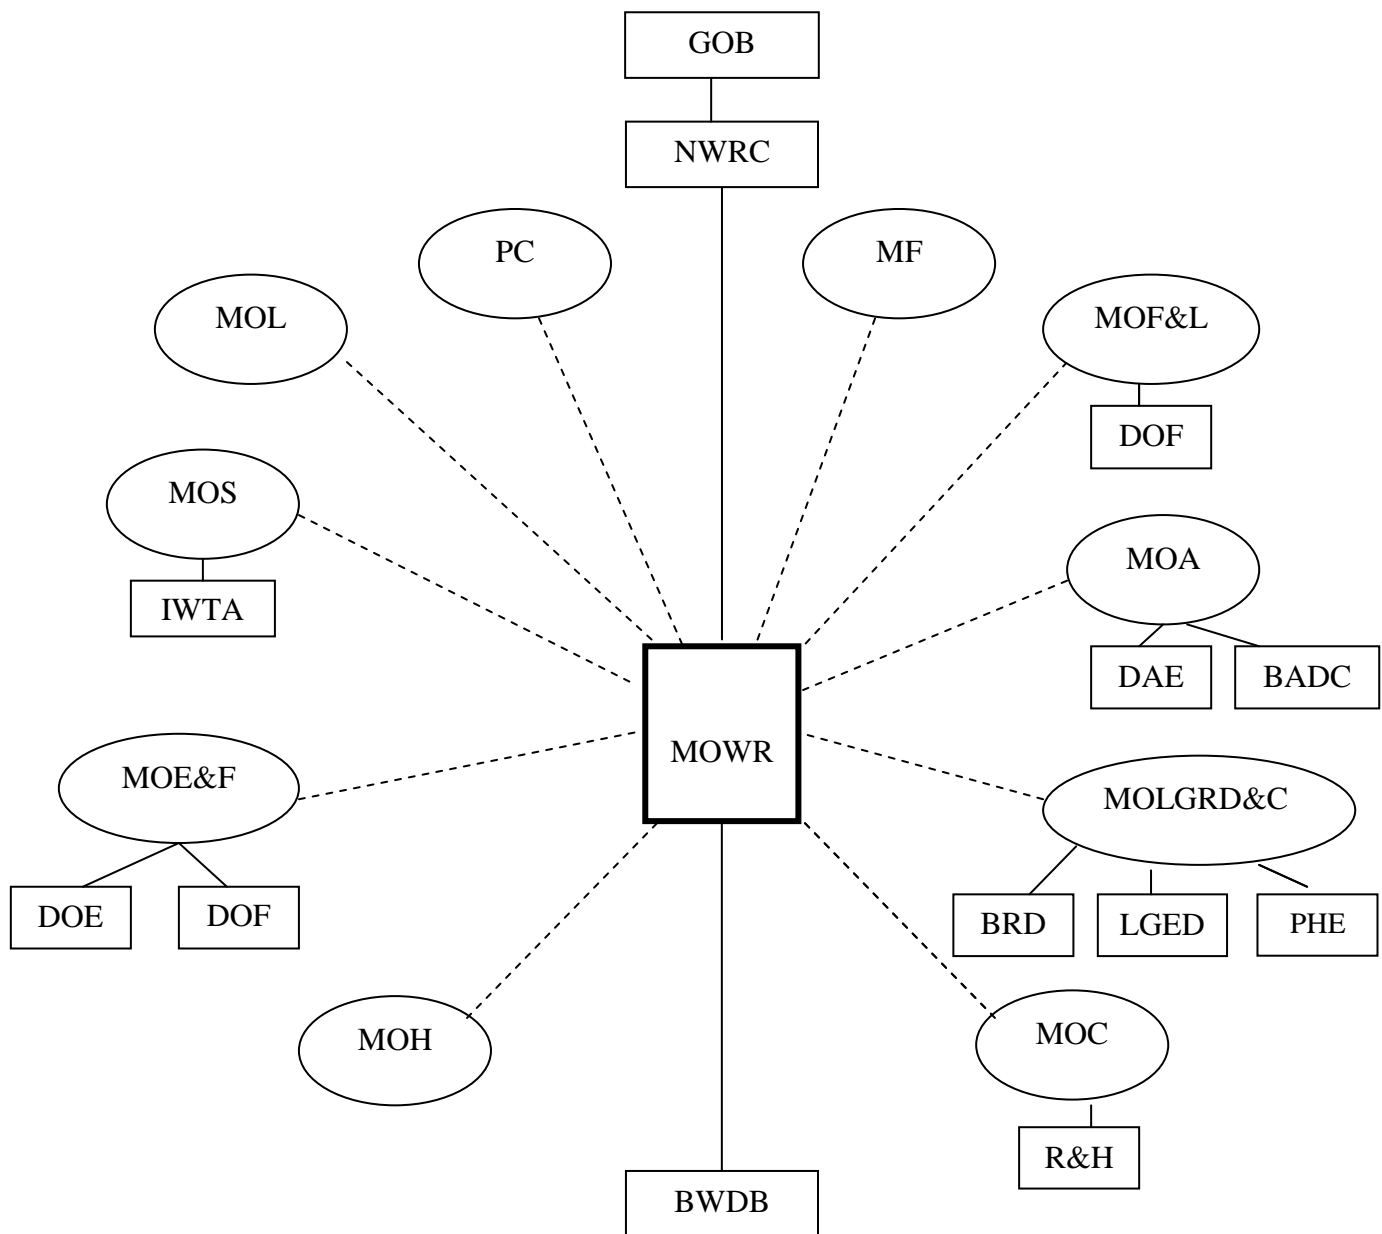 GOB
NWRC
PC
MF
MOL
MOF&L
DOF
MOS
IWTA
MOA
DAE
BADC
MOWR
MOE&F
DOE
DOF
MOLGRD&C
BRD
LGED
PHE
MOH
MOC
R&H
BWDB